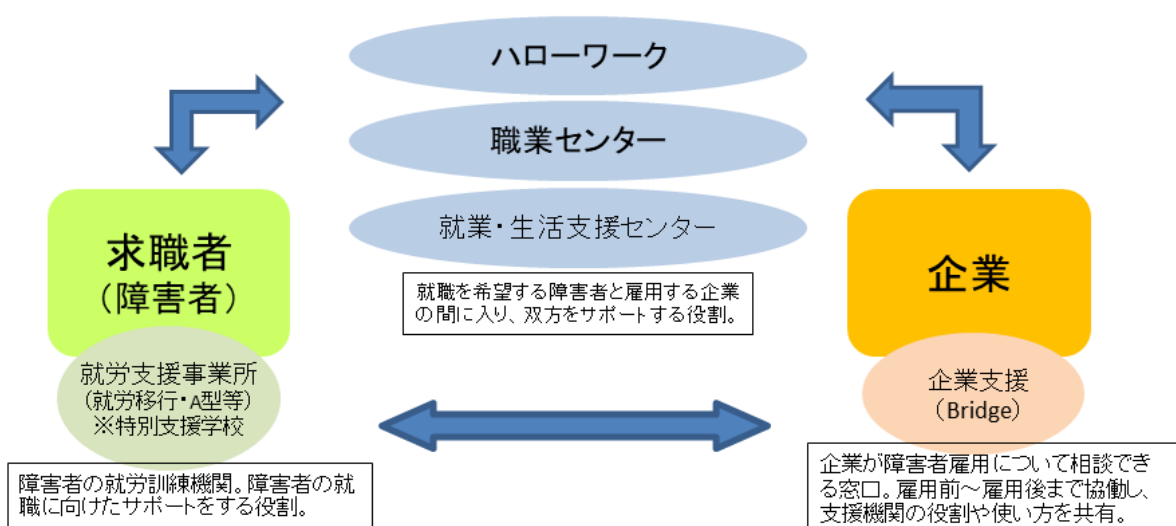 ハローワーク
職業センター
就業・生活支援センター
就職を希望する障害者と雇用する企業
の間に入り、双方をサポートする役割。
求職者
（障害者）
就労支援事業所
（就労移行・A型等）
※特別支援学校
障害者の就労訓練機関。障害者の就
職に向けたサポートをする役割。
企業
企業支援
（Bridge）
企業が障害者雇用について相談でき
る窓口。雇用前～雇用後まで協働し、
支援機関の役割や使い方を共有。